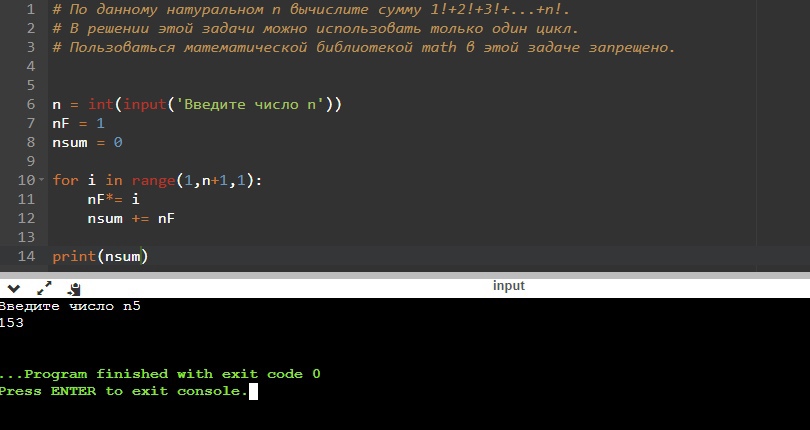 1 # По данному натуральном n вычислите сумму 1!+2!+3!+...+n!.
2 # В решении этой задачи можно использовать только один цикл.
3 # Пользоваться математической библиотекой math в этой задаче запрещено.
4
5
6 n = int(input('Введите число n'))
7 nF = 1
8 nsum = 0
9
10 for i in range(1,n+1,1):
11     nF*= i
12     nsum += nF
13
14 print(nsum)
input
Введите число n5
153
...Program finished with exit code 0
Press ENTER to exit console.